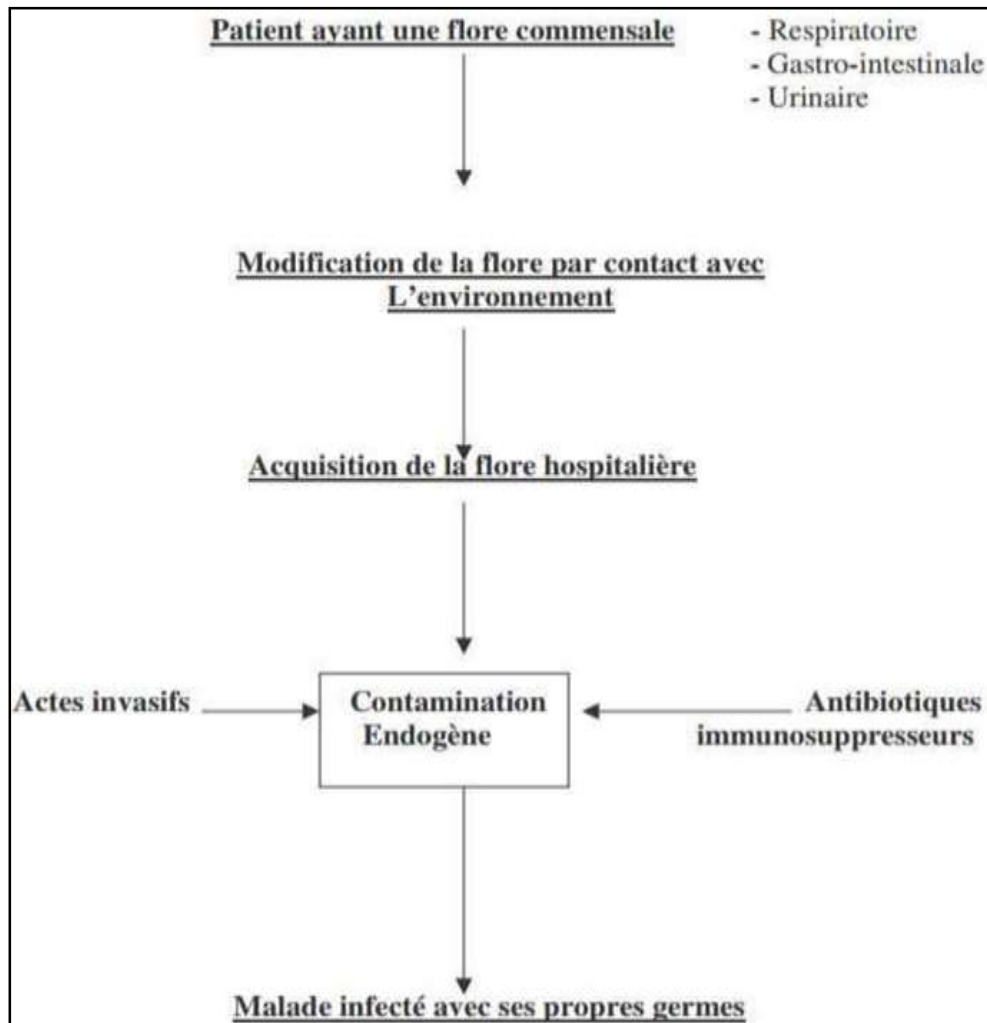 Patient ayant une flore commensale
- Respiratoire
- Gastro-intestinale
- Urinaire
Modification de la flore par contact avec
L'environnement
Acquisition de la flore hospitalière
Actes invasifs
Contamination
Endogène
Antibiotiques
immunosuppresseurs
Malade infecté avec ses propres germes